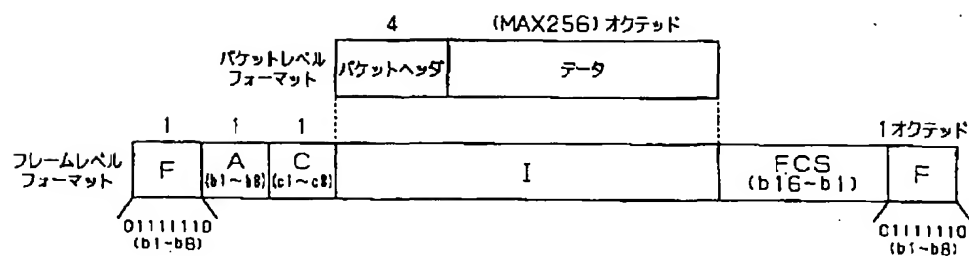 4 (MAX256)オクテッド
パケットレベル
フォーマット
パケットヘッダ データ
1 1 1 1オクテッド
フレームレベル
フォーマット
F A C I FCS F
(b1~b8) (c1~c8) (b16~b1)
01111110 01111110
(b1~b8) (b1~b8)